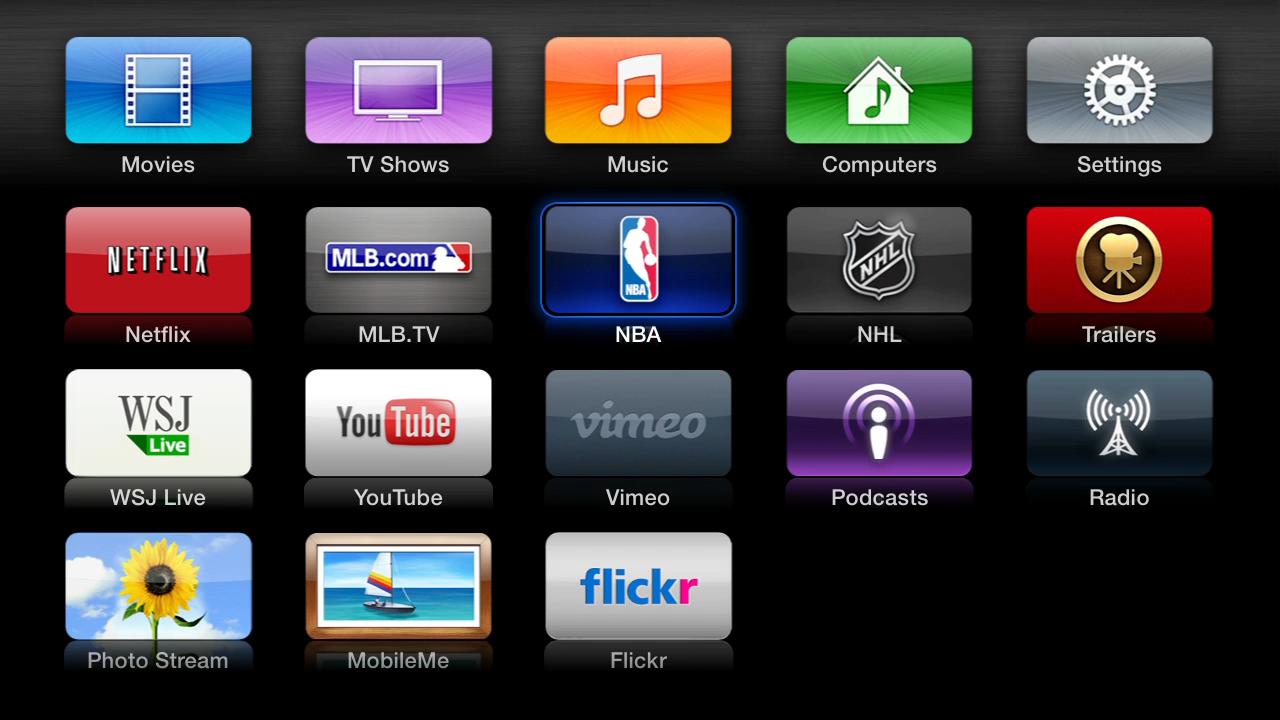 Movies
TV Shows
Music
Computers
Settings
NETFLIX
MLB.com
NBA
NHL
Netflix
MLB.TV
NBA
NHL
Trailers
WSJ
Live
YouTube
vimeo
WSJ Live
YouTube
Vimeo
Podcasts
Radio
flickr
Photo Stream
MobileMe
Flickr